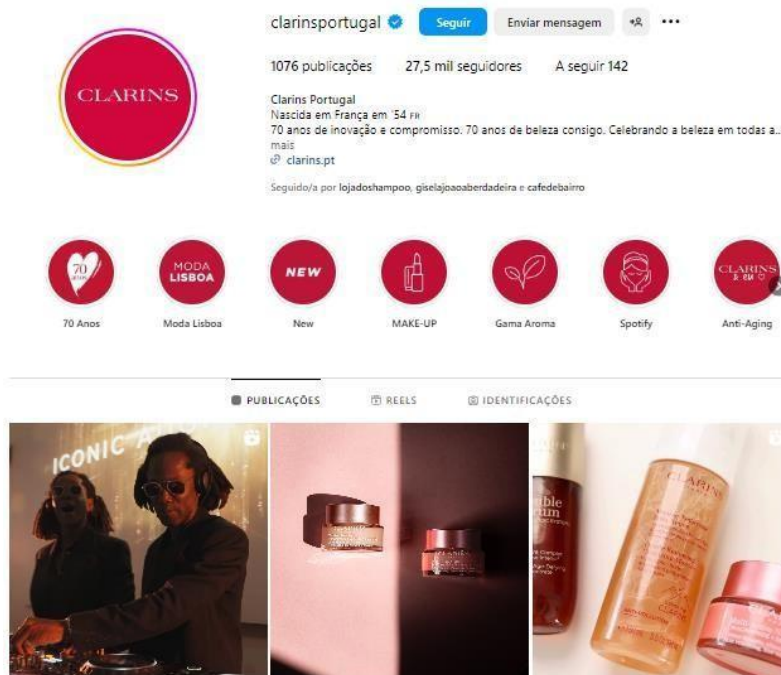 clarinsportugal
Seguir
Enviar mensagem
1076 publicações 27,5 mil seguidores A seguir 142
CLARINS
Clarins Portugal
Nascida em França em '54 FR
70 anos de inovação e compromisso. 70 anos de beleza consigo. Celebrando a beleza em todas a...
mais
clarins.pt
Seguido/a por lojadoshampoo, giselajoaoaberdadeira e cafedebairro
70
MODA
LISBOA
NEW
CLARINS
70 Anos
Moda Lisboa
New
MAKE-UP
Gama Aroma
Spotify
Anti-Aging
PUBLICAÇÕES
REELS
IDENTIFICAÇÕES
ICONIC
CLARINS